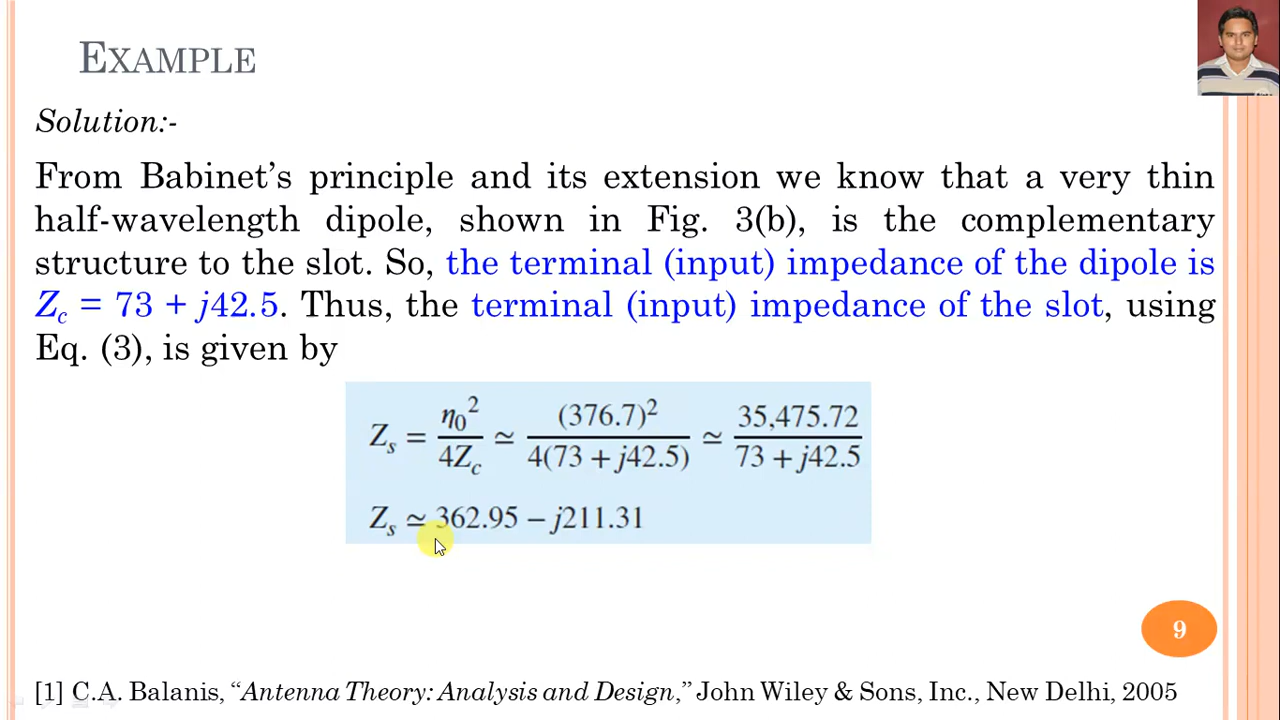 EXAMPLE
Solution:-
From Babinet's principle and its extension we know that a very thin
half-wavelength dipole, shown in Fig. 3(b), is the complementary
structure to the slot. So, the terminal (input) impedance of the dipole is
Zc = 73 + j42.5. Thus, the terminal (input) impedance of the slot, using
Eq. (3), is given by
Zs = η0²/4Zc ≃ (376.7)²/4(73 + j42.5) ≃ 35,475.72/73 + j42.5
Zs ≃ 362.95 – j211.31
9
[1] C.A. Balanis, “Antenna Theory: Analysis and Design,” John Wiley & Sons, Inc., New Delhi, 2005